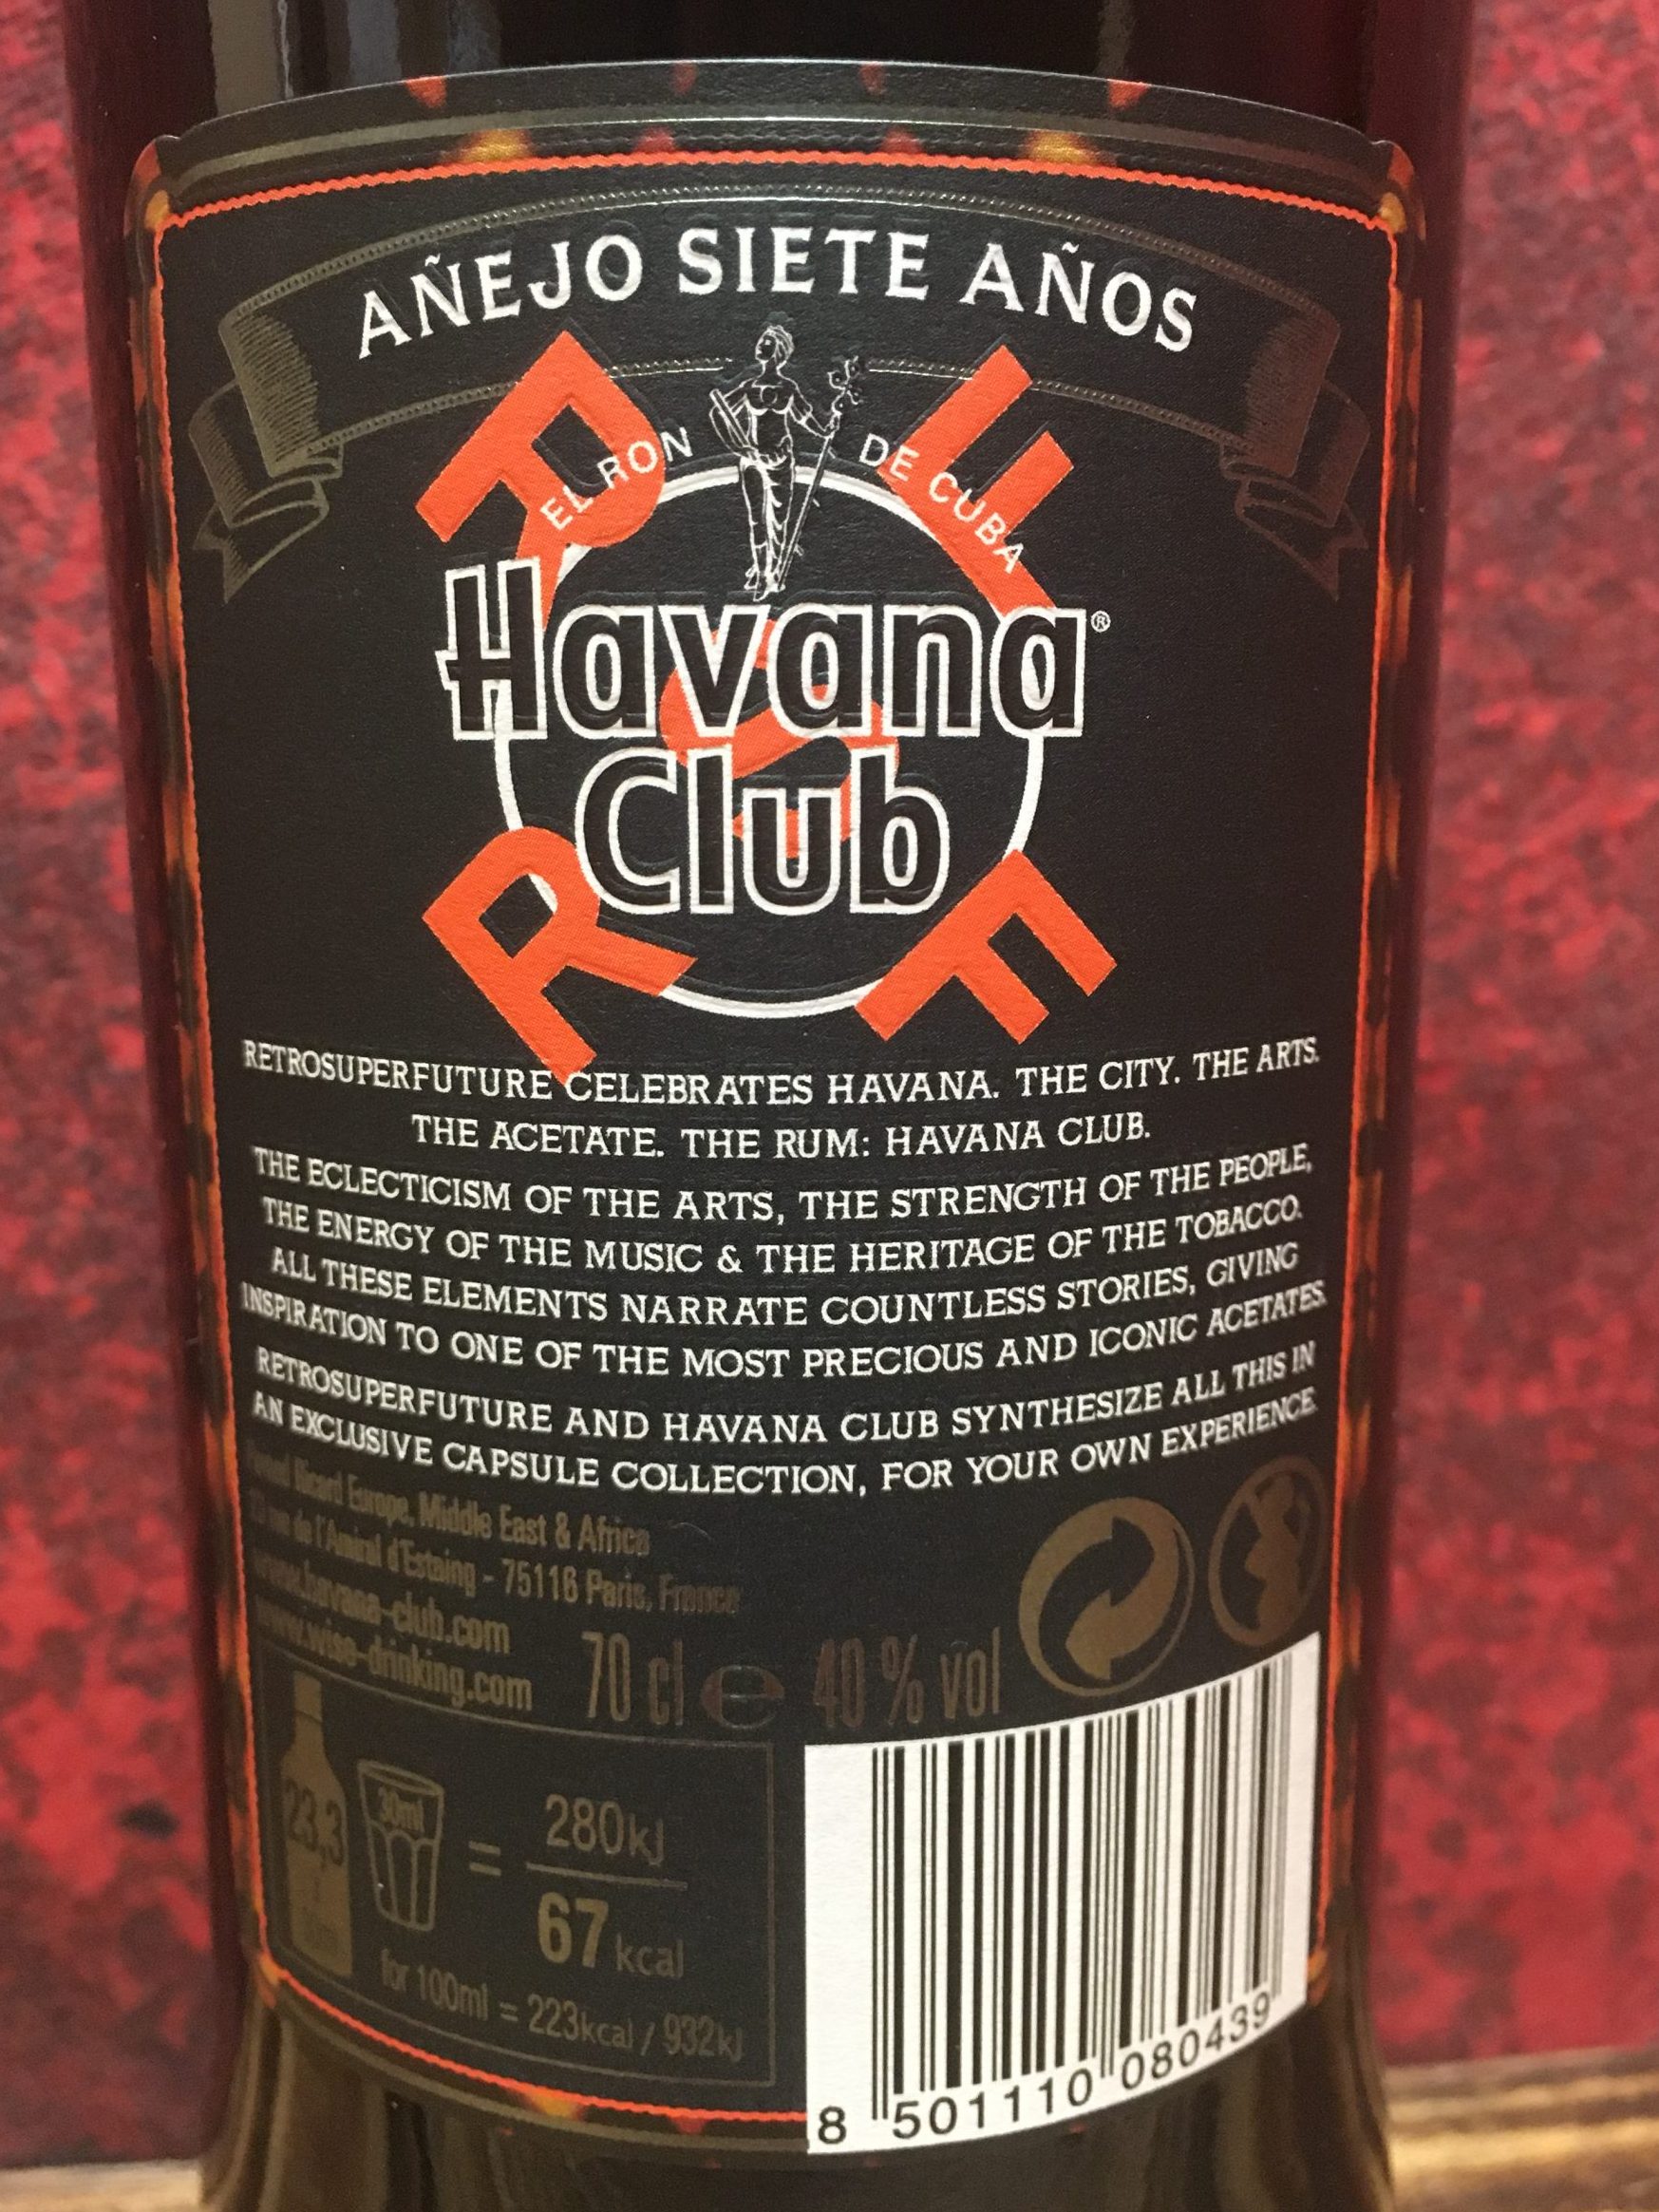 AÑEJO SIETE AÑOS
R F
EL RON DE CUBA
Havana®
S
Club
R F
RETROSUPERFUTURE CELEBRATES HAVANA. THE CITY. THE ARTS.
THE ACETATE. THE RUM: HAVANA CLUB.
THE ECLECTICISM OF THE ARTS, THE STRENGTH OF THE PEOPLE,
THE ENERGY OF THE MUSIC & THE HERITAGE OF THE TOBACCO.
ALL THESE ELEMENTS NARRATE COUNTLESS STORIES, GIVING
INSPIRATION TO ONE OF THE MOST PRECIOUS AND ICONIC ACETATES.
RETROSUPERFUTURE AND HAVANA CLUB SYNTHESIZE ALL THIS IN
AN EXCLUSIVE CAPSULE COLLECTION, FOR YOUR OWN EXPERIENCE.
Ricard Europe, Middle East & Africa
rue de l'Amiral d'Estaing - 75116 Paris, France
www.havana-club.com
www.wise-drinking.com
70 cl e 40 % vol
23,3 30ml = 280kJ
67 kcal
for 100ml = 223kcal / 932kJ
8 501110 080439